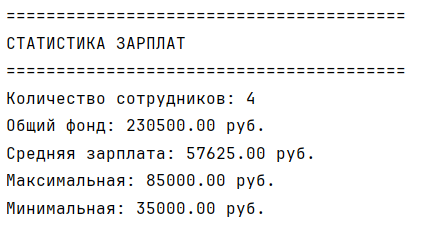 ========================================
СТАТИСТИКА ЗАРПЛАТ
========================================
Количество сотрудников: 4
Общий фонд: 230500.00 руб.
Средняя зарплата: 57625.00 руб.
Максимальная: 85000.00 руб.
Минимальная: 35000.00 руб.